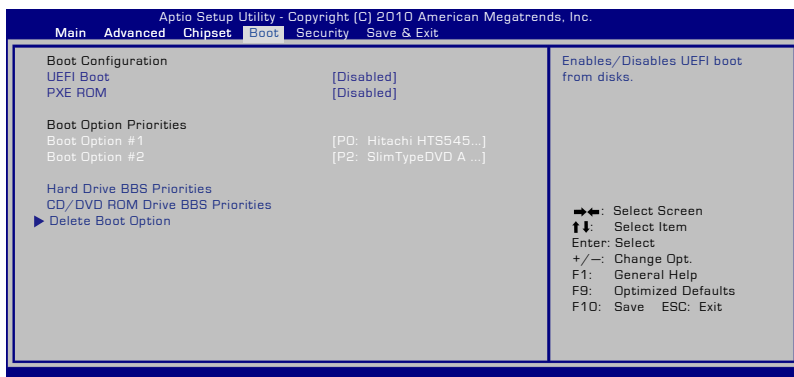 Aptio Setup Utility - Copyright (C) 2010 American Megatrends, Inc.
Main Advanced Chipset Boot Security Save & Exit
Boot Configuration
UEFI Boot [Disabled]
PXE ROM [Disabled]
Boot Option Priorities
Boot Option #1 [P0: Hitachi HTS545...]
Boot Option #2 [P2: SlimTypeDVD A ...]
Hard Drive BBS Priorities
CD/DVD ROM Drive BBS Priorities
Delete Boot Option
Enables/Disables UEFI boot
from disks.
→←: Select Screen
↑↓: Select Item
Enter: Select
+/—: Change Opt.
F1: General Help
F9: Optimized Defaults
F10: Save ESC: Exit